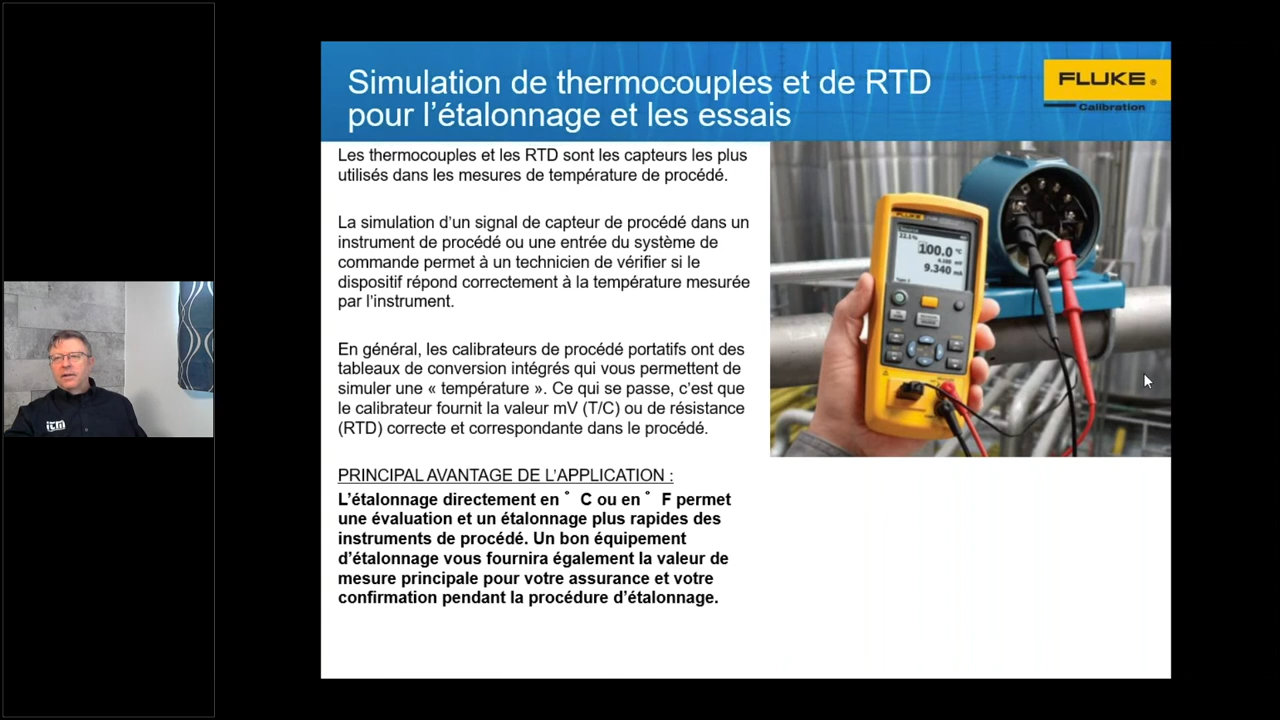 Simulation de thermocouples et de RTD
pour l’étalonnage et les essais
FLUKE®
Calibration
Les thermocouples et les RTD sont les capteurs les plus
utilisés dans les mesures de température de procédé.
La simulation d’un signal de capteur de procédé dans un
instrument de procédé ou une entrée du système de
commande permet à un technicien de vérifier si le
dispositif répond correctement à la température mesurée
par l’instrument.
En général, les calibrateurs de procédé portatifs ont des
tableaux de conversion intégrés qui vous permettent de
simuler une « température ». Ce qui se passe, c’est que
le calibrateur fournit la valeur mV (T/C) ou de résistance
(RTD) correcte et correspondante dans le procédé.
PRINCIPAL AVANTAGE DE L’APPLICATION :
L’étalonnage directement en ° C ou en ° F permet
une évaluation et un étalonnage plus rapides des
instruments de procédé. Un bon équipement
d’étalonnage vous fournira également la valeur de
mesure principale pour votre assurance et votre
confirmation pendant la procédure d’étalonnage.
FLUKE
100.0 °C
9.340 mA
itm